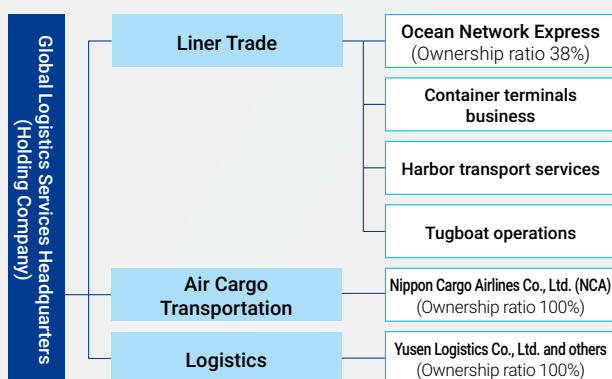 Global Logistics Services Headquarters
(Holding Company)
Liner Trade
Ocean Network Express
(Ownership ratio 38%)
Container terminals
business
Harbor transport services
Tugboat operations
Air Cargo
Transportation
Nippon Cargo Airlines Co., Ltd. (NCA)
(Ownership ratio 100%)
Logistics
Yusen Logistics Co., Ltd. and others
(Ownership ratio 100%)